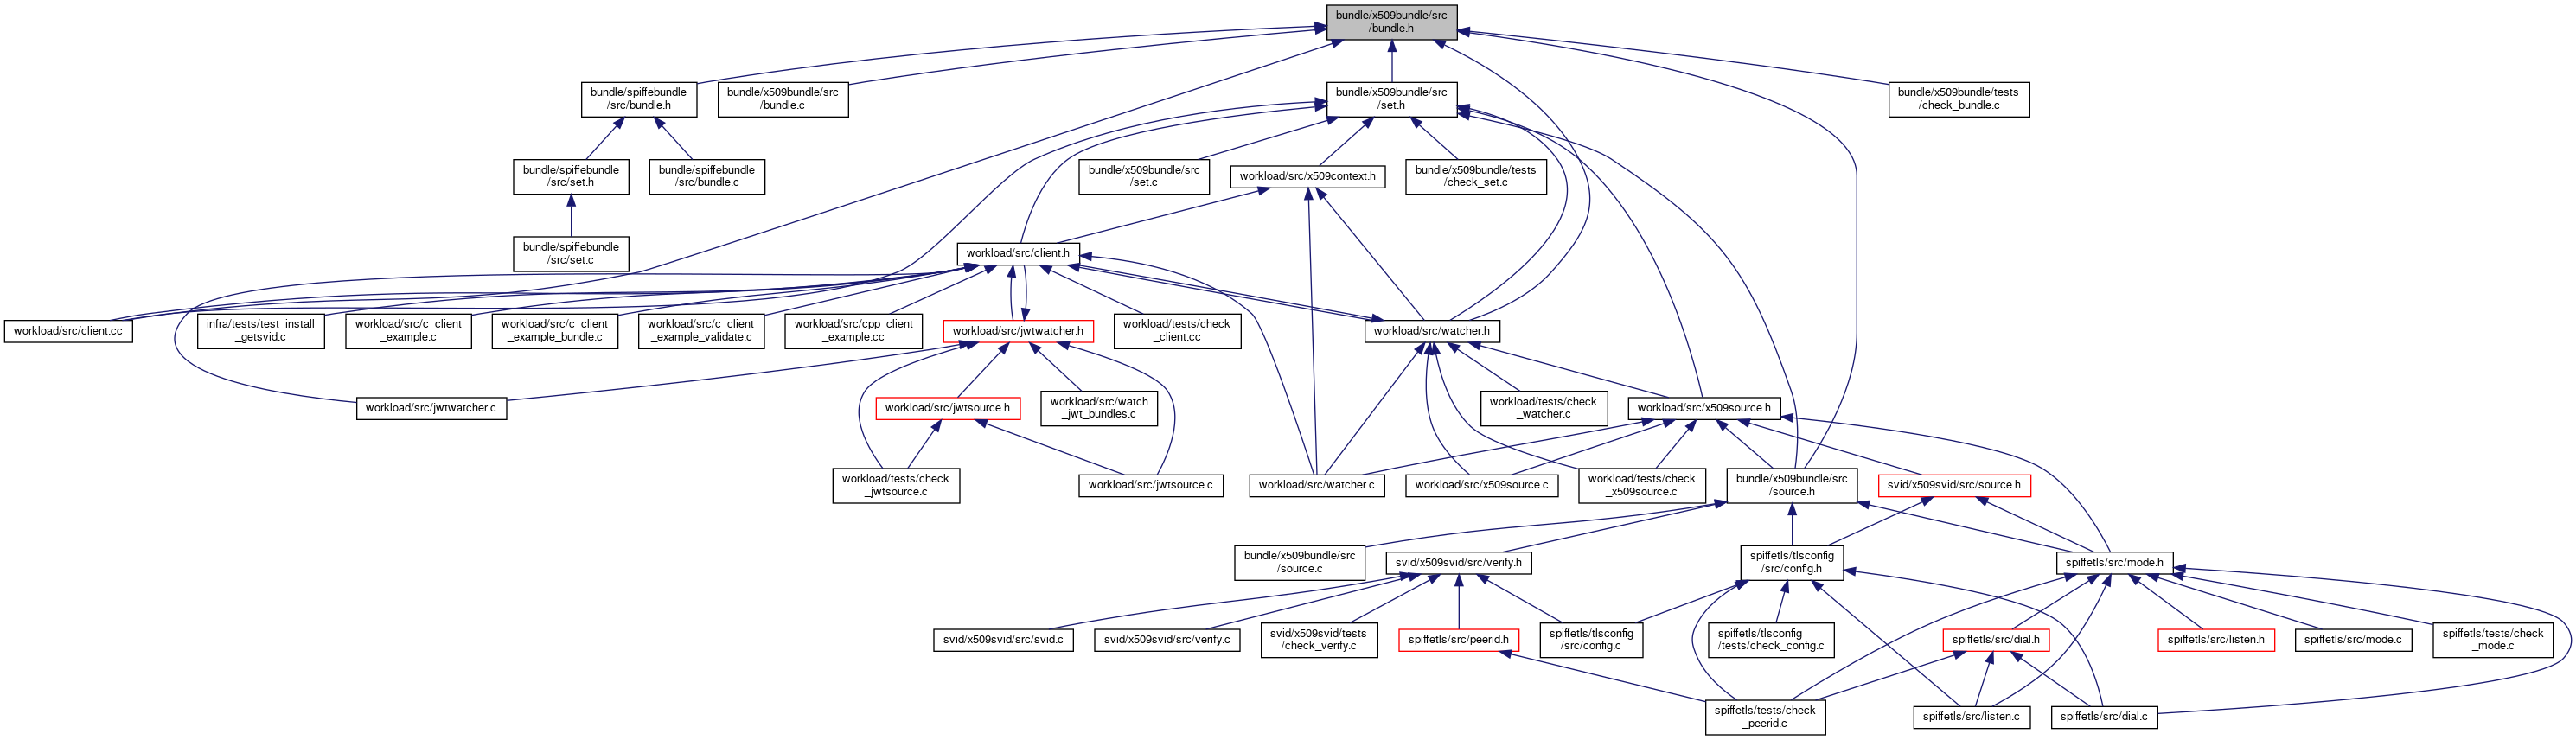 bundle/x509bundle/src
/bundle.h
bundle/spiffebundle
/src/bundle.h
bundle/x509bundle/src
/bundle.c
bundle/x509bundle/src
/set.h
bundle/x509bundle/tests
/check_bundle.c
bundle/spiffebundle
/src/set.h
bundle/spiffebundle
/src/bundle.c
bundle/x509bundle/src
/set.c
workload/src/x509context.h
bundle/x509bundle/tests
/check_set.c
bundle/spiffebundle
/src/set.c
workload/src/client.h
workload/src/client.cc
infra/tests/test_install
_getsvid.c
workload/src/c_client
_example.c
workload/src/c_client
_example_bundle.c
workload/src/c_client
_example_validate.c
workload/src/cpp_client
_example.cc
workload/src/jwtwatcher.h
workload/tests/check
_client.cc
workload/src/watcher.h
workload/src/jwtwatcher.c
workload/src/jwtsource.h
workload/src/watch
_jwt_bundles.c
workload/tests/check
_watcher.c
workload/src/x509source.h
workload/tests/check
_jwtsource.c
workload/src/jwtsource.c
workload/src/watcher.c
workload/src/x509source.c
workload/tests/check
_x509source.c
bundle/x509bundle/src
/source.h
svid/x509svid/src/source.h
bundle/x509bundle/src
/source.c
svid/x509svid/src/verify.h
spiffetls/tlsconfig
/src/config.h
spiffetls/src/mode.h
svid/x509svid/src/svid.c
svid/x509svid/src/verify.c
svid/x509svid/tests
/check_verify.c
spiffetls/src/peerid.h
spiffetls/tlsconfig
/src/config.c
spiffetls/tlsconfig
/tests/check_config.c
spiffetls/src/dial.h
spiffetls/src/listen.h
spiffetls/src/mode.c
spiffetls/tests/check
_mode.c
spiffetls/tests/check
_peerid.c
spiffetls/src/listen.c
spiffetls/src/dial.c